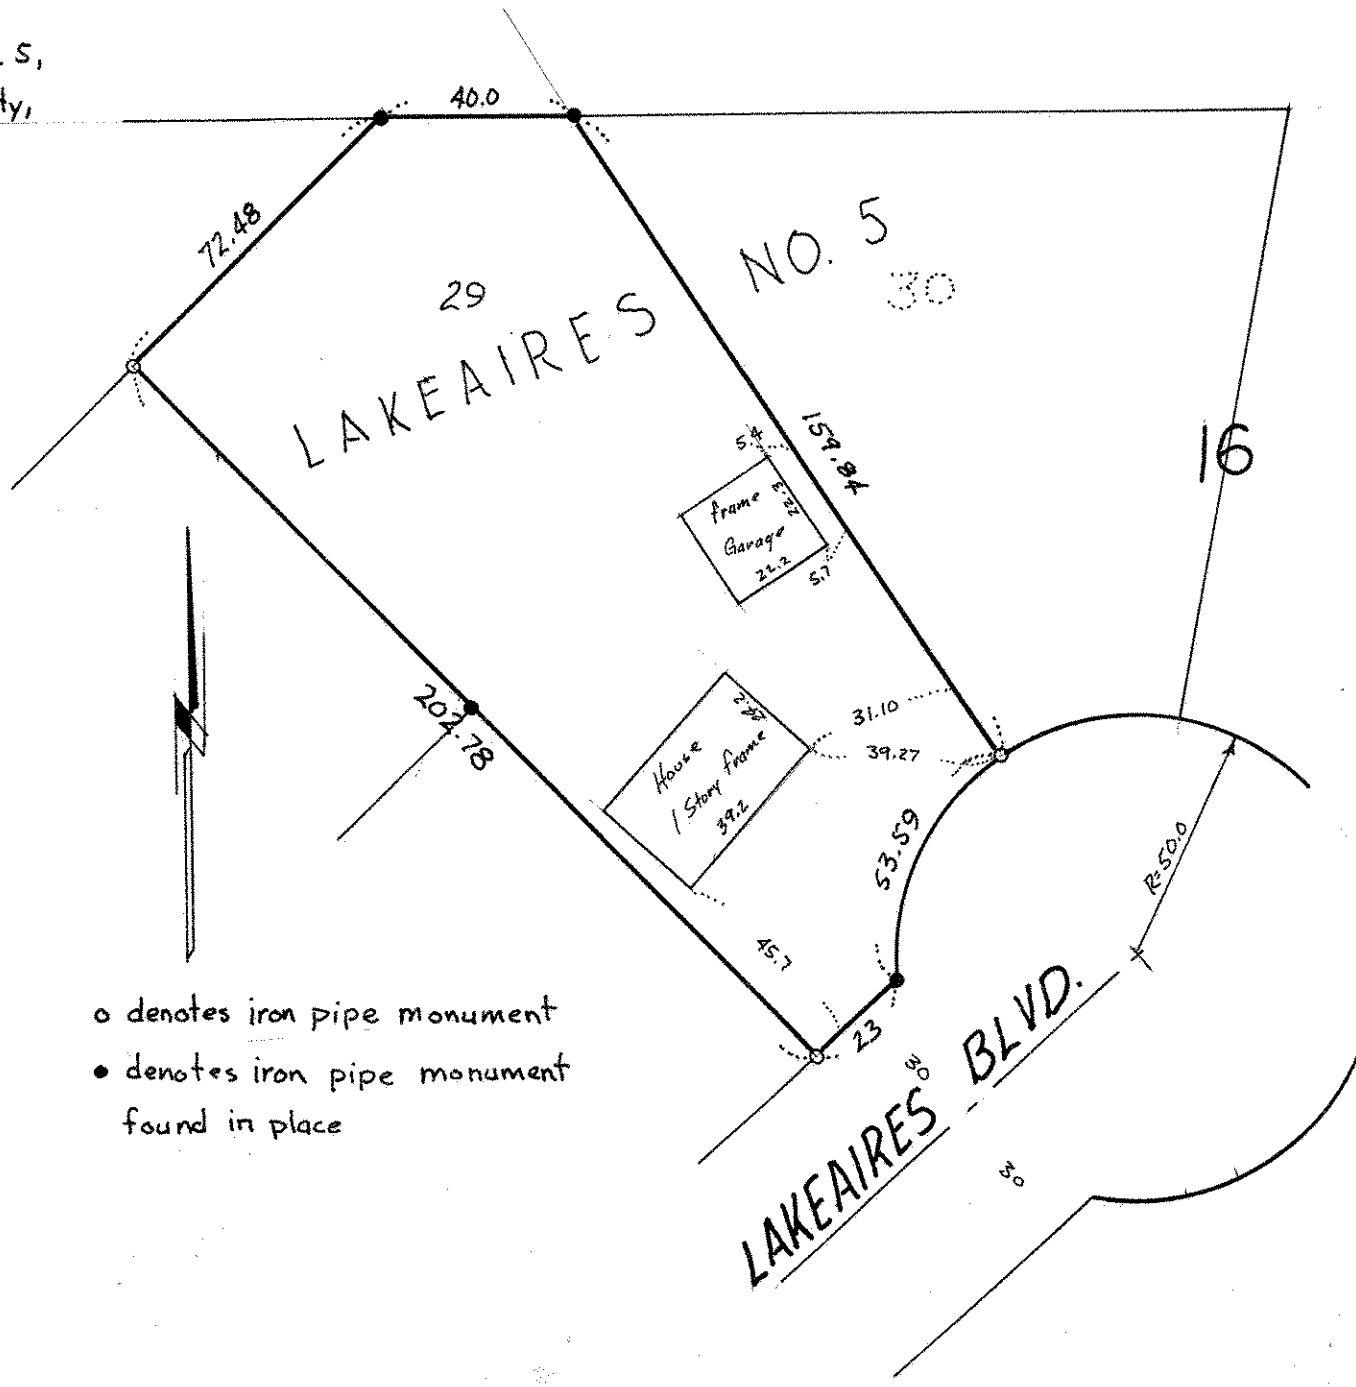 . 5,
ty,
40.0
72.48
29
LAKEAIRES NO. 5
30
159.84
16
5.4
frame
Garage
22.3
22.2
5.7
31.10
39.27
24.2
House
1 Story frame
39.2
202.78
53.59
R=50.0
45.7
23
30
LAKEAIRES BLVD.
30
o denotes iron pipe monument
● denotes iron pipe monument
found in place